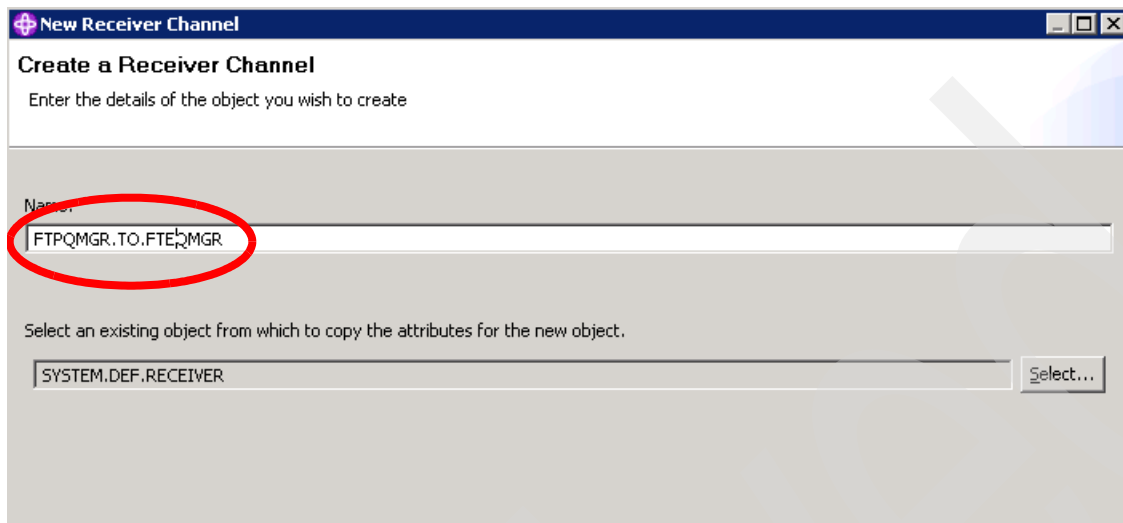 New Receiver Channel
Create a Receiver Channel
Enter the details of the object you wish to create
Name:
FTPQMGR.TO.FTEQMGR
Select an existing object from which to copy the attributes for the new object.
SYSTEM.DEF.RECEIVER
Select...